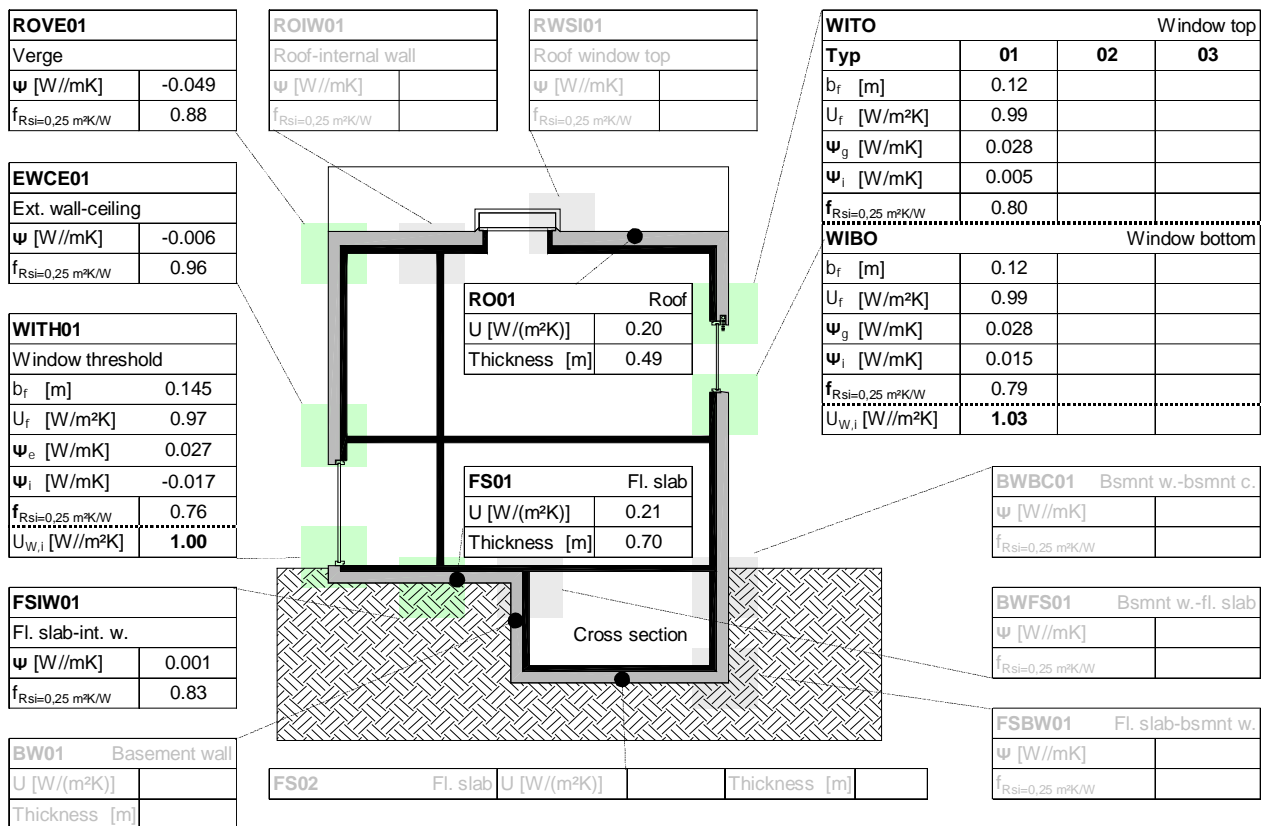 ROVE01
Verge
Ψ [W//mK] -0.049
fRsi=0,25 m²K/W 0.88
ROIW01
Roof-internal wall
Ψ [W//mK]
fRsi=0,25 m²K/W
RWSI01
Roof window top
Ψ [W//mK]
fRsi=0,25 m²K/W
WITO Window top
Typ 01 02 03
bf [m] 0.12
Uf [W/m²K] 0.99
Ψg [W/mK] 0.028
Ψi [W/mK] 0.005
fRsi=0,25 m²K/W 0.80
WIBO Window bottom
bf [m] 0.12
Uf [W/m²K] 0.99
Ψg [W/mK] 0.028
Ψi [W/mK] 0.015
fRsi=0,25 m²K/W 0.79
UW,i [W//m²K] 1.03
EWCE01
Ext. wall-ceiling
Ψ [W//mK] -0.006
fRsi=0,25 m²K/W 0.96
RO01 Roof
U [W/(m²K)] 0.20
Thickness [m] 0.49
WITH01
Window threshold
bf [m] 0.145
Uf [W/m²K] 0.97
Ψe [W/mK] 0.027
Ψi [W/mK] -0.017
fRsi=0,25 m²K/W 0.76
UW,i [W//m²K] 1.00
FS01 Fl. slab
U [W/(m²K)] 0.21
Thickness [m] 0.70
BWBC01 Bsmnt w.-bsmnt c.
Ψ [W//mK]
fRsi=0,25 m²K/W
FSIW01
Fl. slab-int. w.
Ψ [W//mK] 0.001
fRsi=0,25 m²K/W 0.83
Cross section
BWFS01 Bsmnt w.-fl. slab
Ψ [W//mK]
fRsi=0,25 m²K/W
FSBW01 Fl. slab-bsmnt w.
Ψ [W//mK]
fRsi=0,25 m²K/W
BW01 Basement wall
U [W/(m²K)]
Thickness [m]
FS02 Fl. slab U [W/(m²K)] Thickness [m]